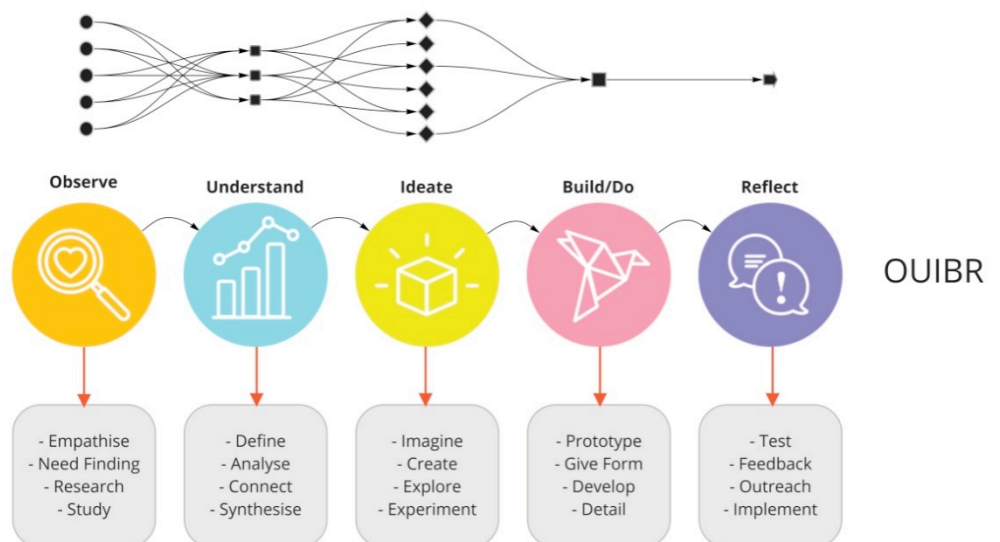 Observe
Understand
Ideate
Build/Do
Reflect
!
OUIBR
- Empathise
- Need Finding
- Research
- Study
- Define
- Analyse
- Connect
- Synthesise
- Imagine
- Create
- Explore
- Experiment
- Prototype
- Give Form
- Develop
- Detail
- Test
- Feedback
- Outreach
- Implement